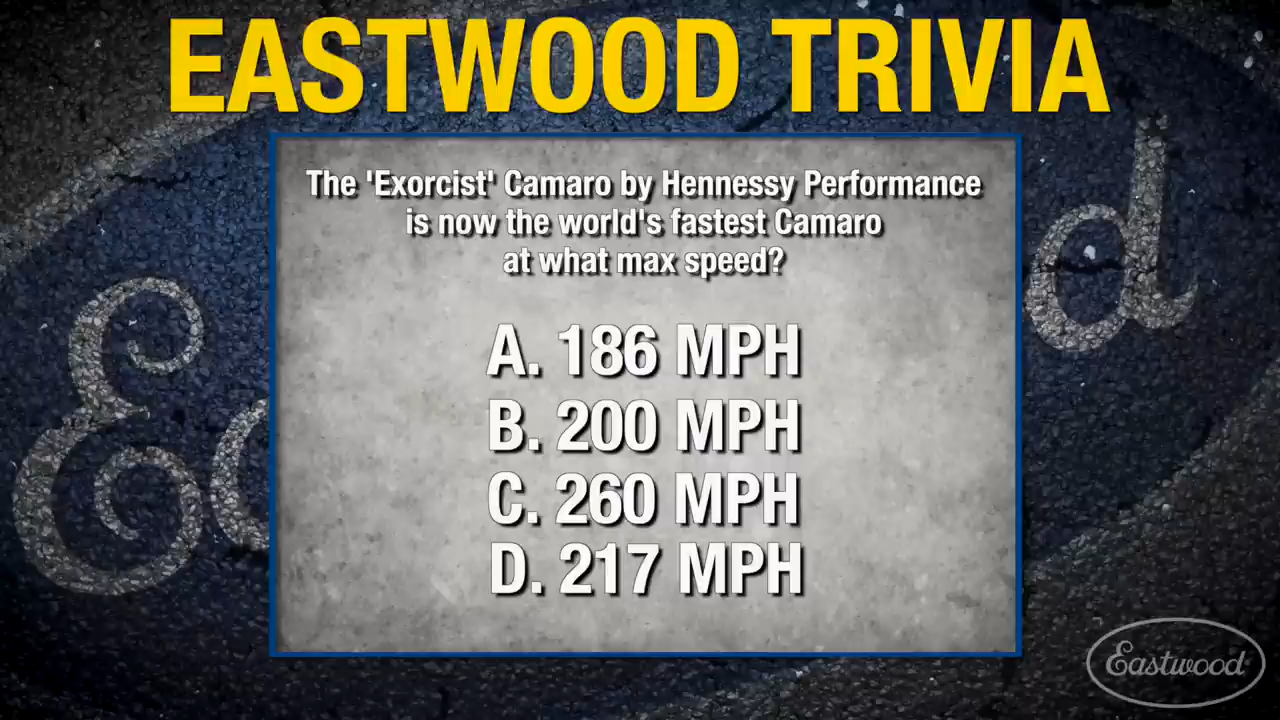 EASTWOOD TRIVIA
The 'Exorcist' Camaro by Hennessy Performance
is now the world's fastest Camaro
at what max speed?
A. 186 MPH
B. 200 MPH
C. 260 MPH
D. 217 MPH
Eastwood